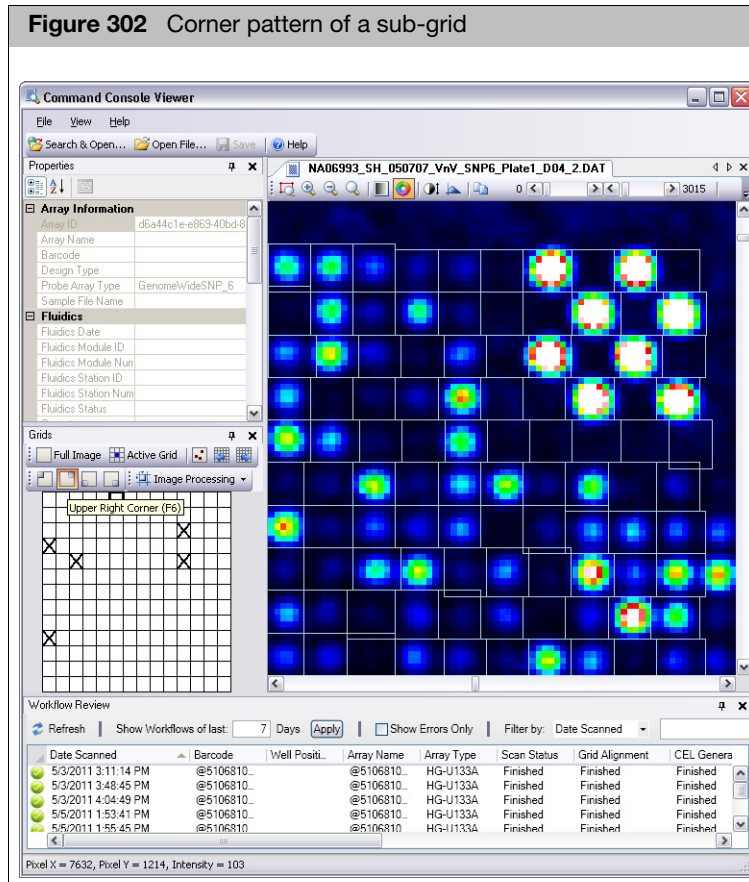 Figure 302 Corner pattern of a sub-grid
Command Console Viewer
File View Help
Search & Open... Open File... Save Help
Properties
NA06993_SH_050707_VnV_SNP6_Plate1_D04_2.DAT
0 3015
Array Information
Array ID d6a44c1e-e869-40bd-8
Array Name
Barcode
Design Type
Probe Array Type GenomeWideSNP_6
Sample File Name
Fluidics
Fluidics Date
Fluidics Module ID
Fluidics Module Num
Fluidics Station ID
Fluidics Station Num
Fluidics Status
Grids
Full Image Active Grid
Image Processing
Upper Right Corner (F6)
Workflow Review
Refresh Show Workflows of last: 7 Days Apply Show Errors Only Filter by: Date Scanned
Date Scanned Barcode Well Positi... Array Name Array Type Scan Status Grid Alignment CEL Genera
5/3/2011 3:11:14 PM @5106810... @5106810... HG-U133A Finished Finished Finished
5/3/2011 3:48:45 PM @5106810... @5106810... HG-U133A Finished Finished Finished
5/3/2011 4:04:49 PM @5106810... @5106810... HG-U133A Finished Finished Finished
5/5/2011 1:53:41 PM @5106810... @5106810... HG-U133A Finished Finished Finished
5/5/2011 1:55:45 PM @5106810 @5106810 HG-U133A Finished Finished Finished
Pixel X = 7632, Pixel Y = 1214, Intensity = 103